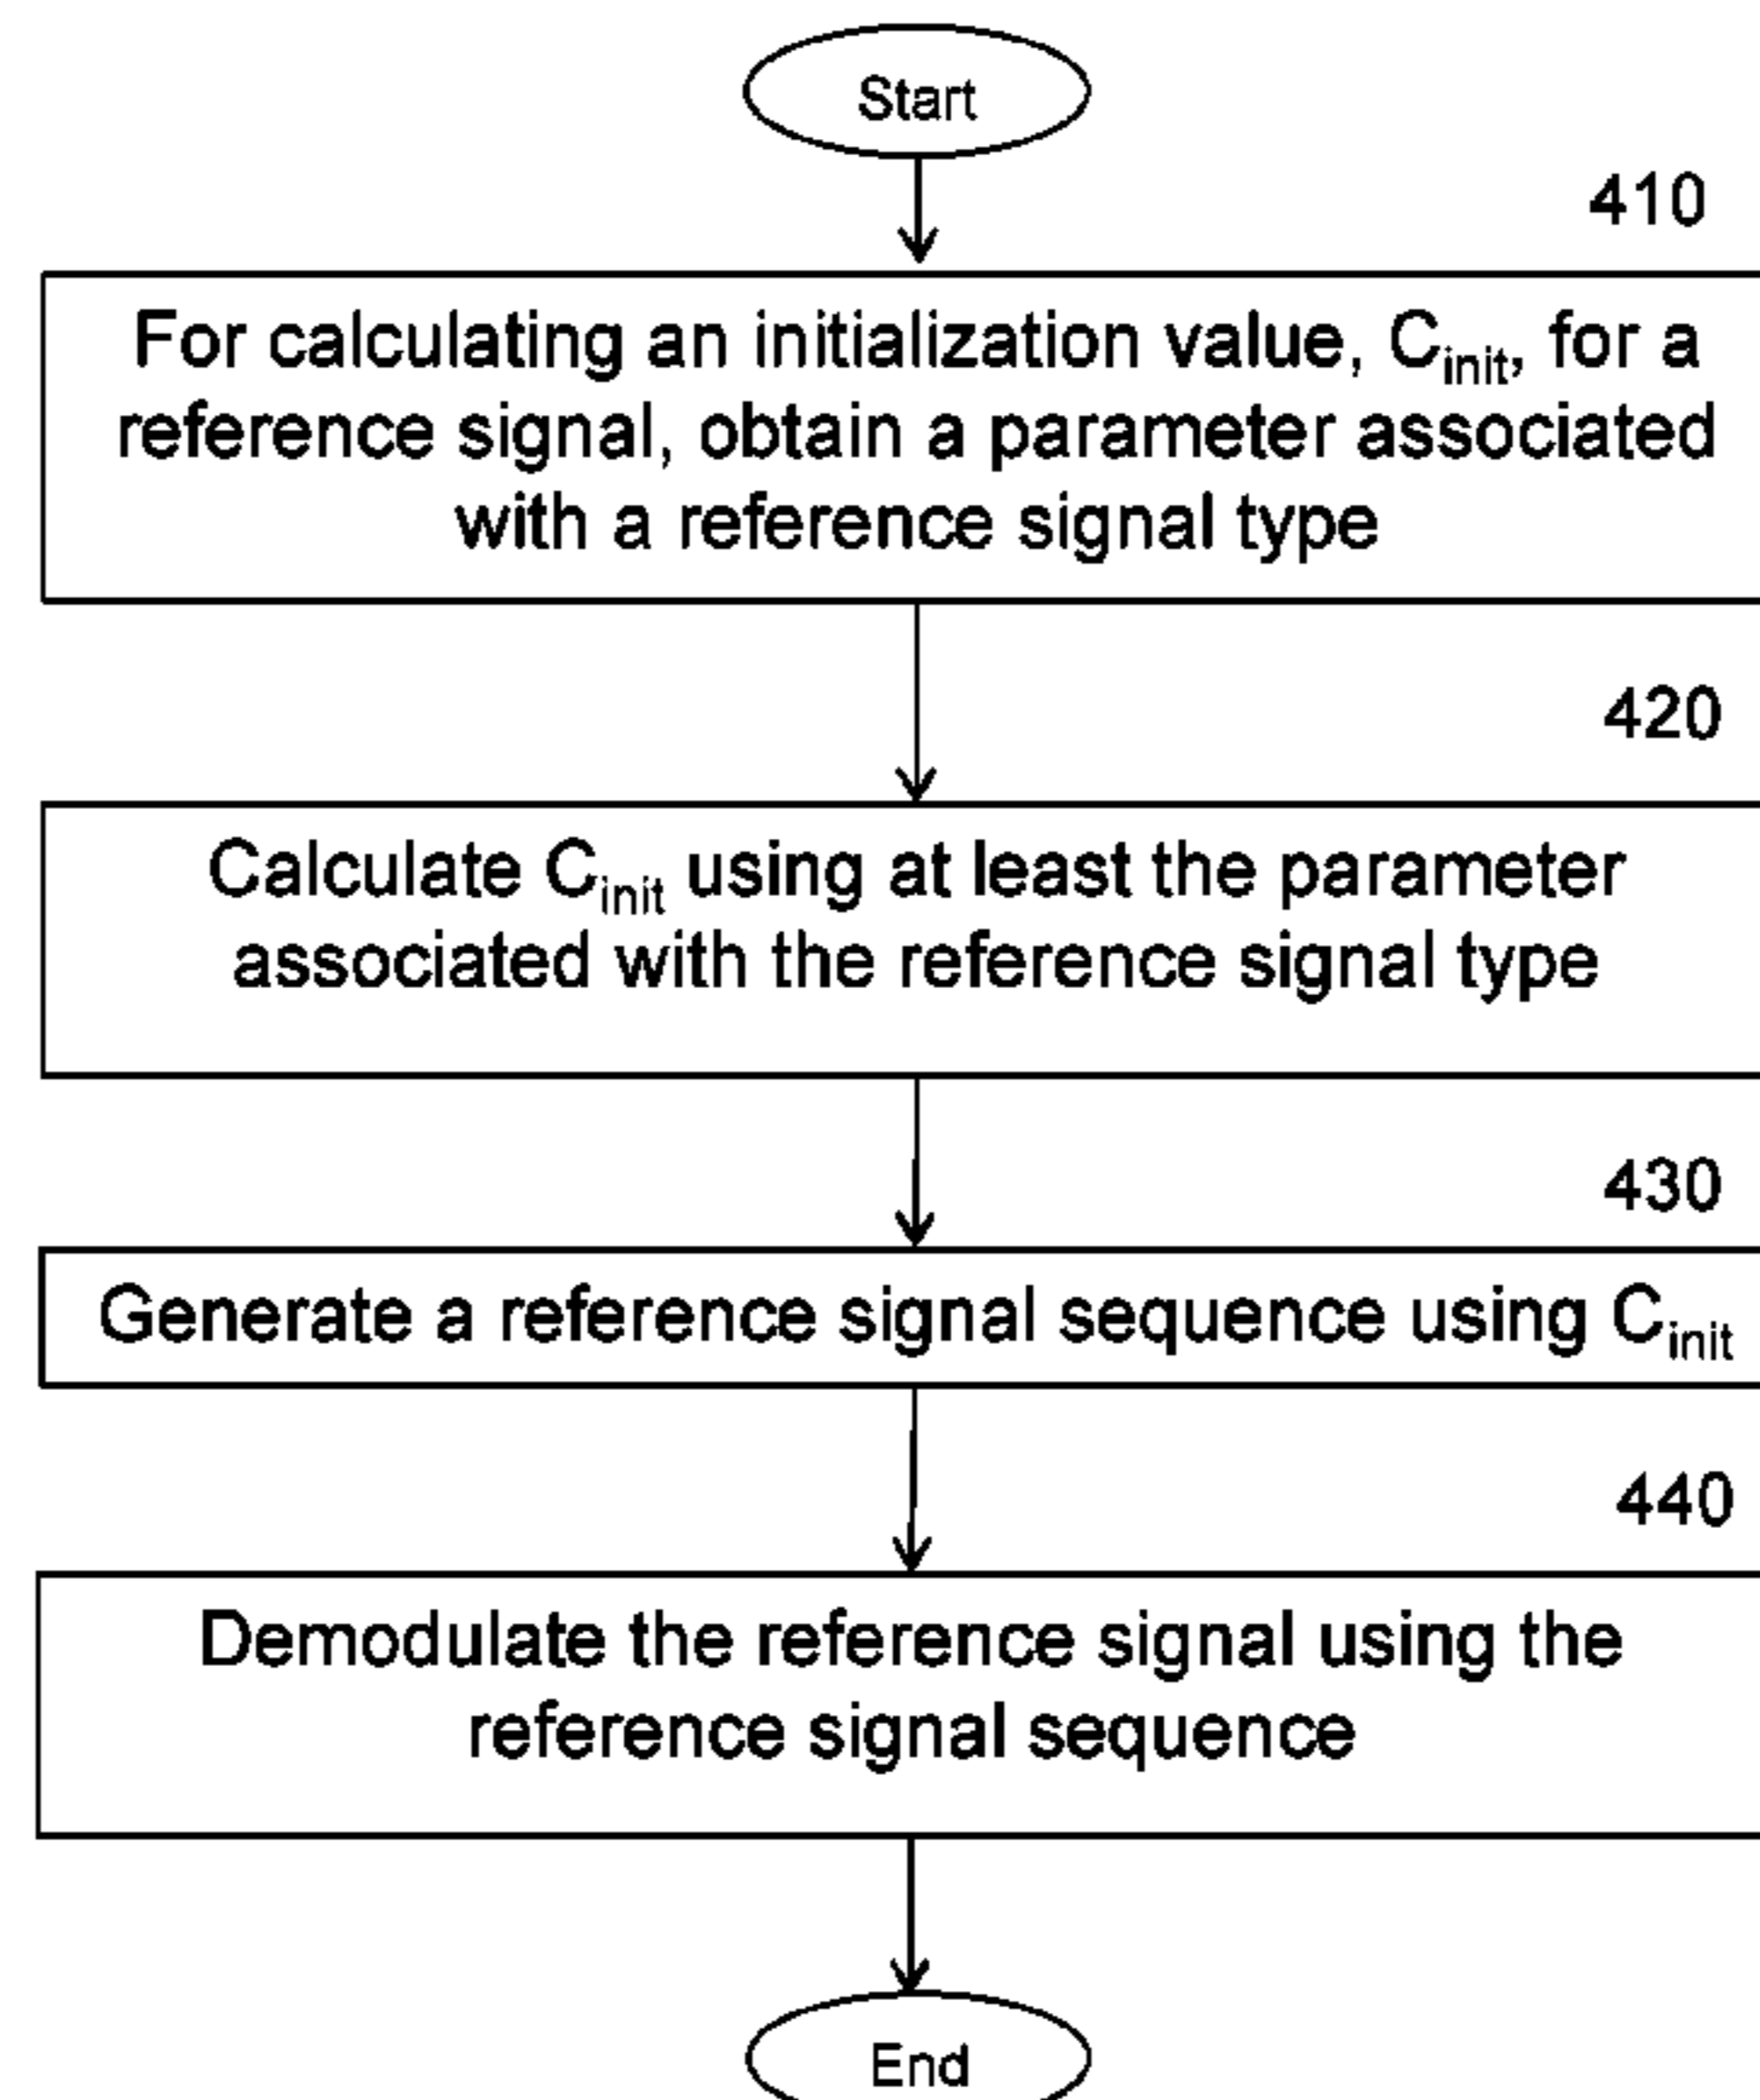 Start
410
For calculating an initialization value, Cinit, for a
reference signal, obtain a parameter associated
with a reference signal type
420
Calculate Cinit using at least the parameter
associated with the reference signal type
430
Generate a reference signal sequence using Cinit
440
Demodulate the reference signal using the
reference signal sequence
End